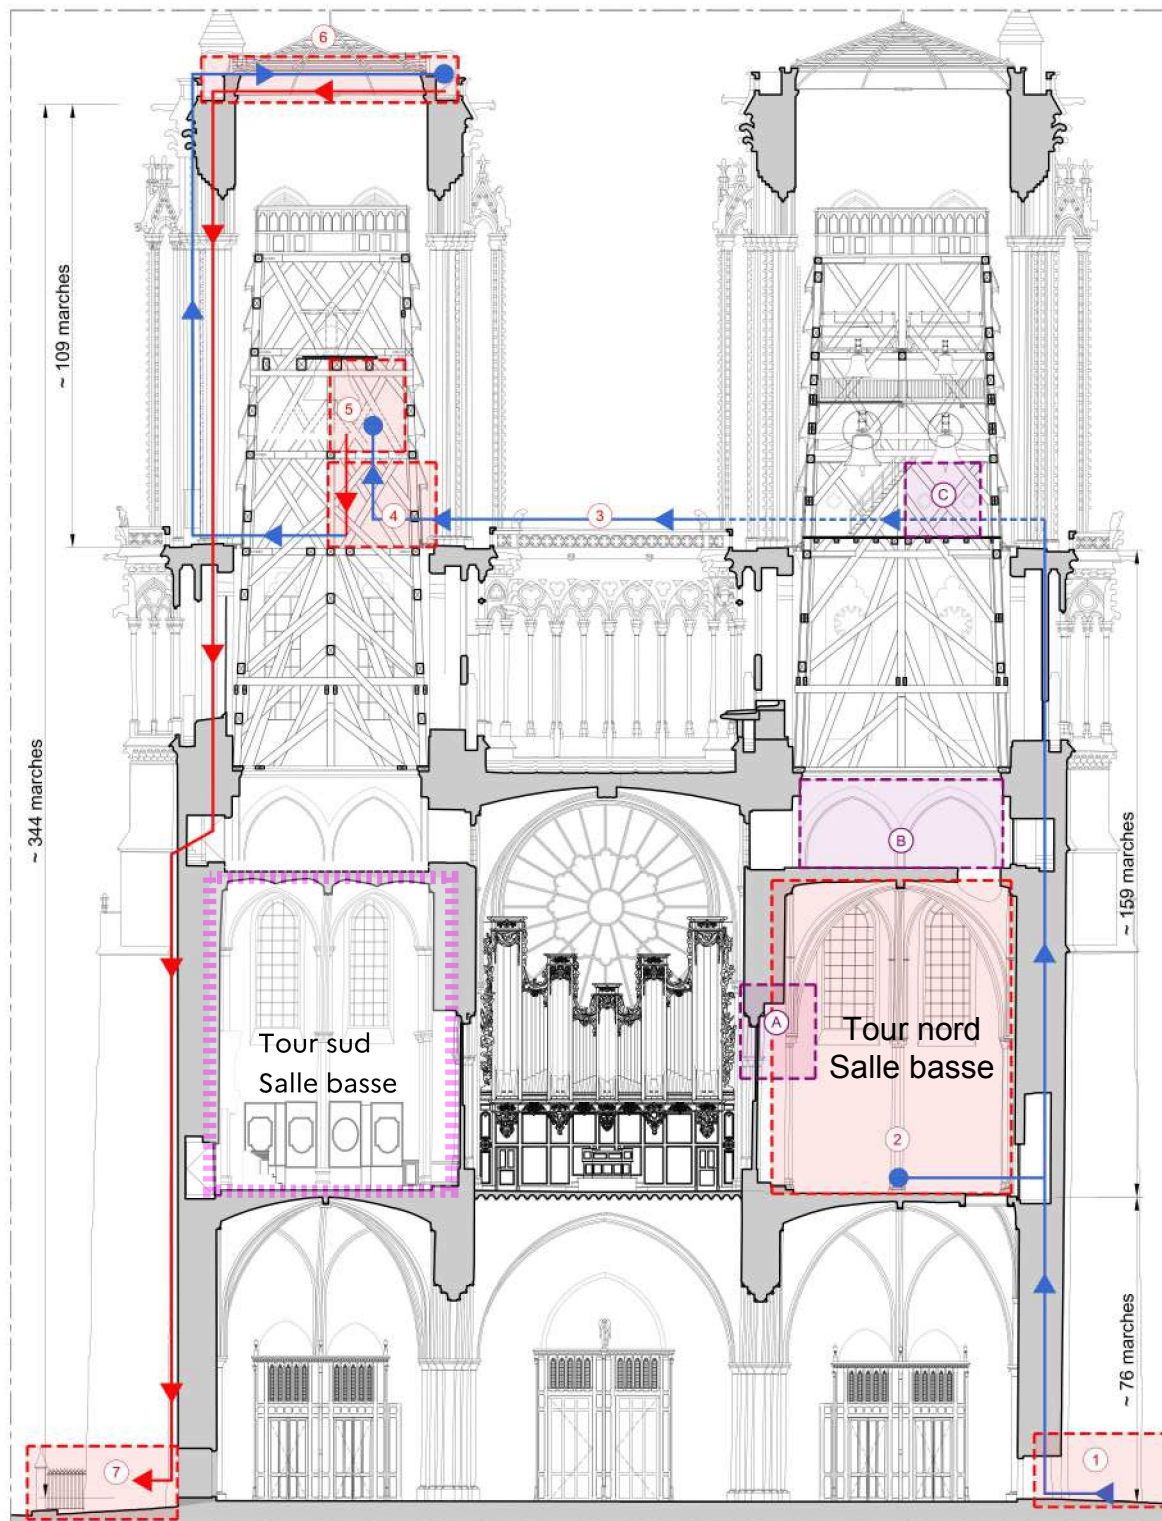 6
~ 109 marches
5
C
4
3
~ 344 marches
B
~ 159 marches
A
Tour sud
Salle basse
Tour nord
Salle basse
2
~ 76 marches
7
1